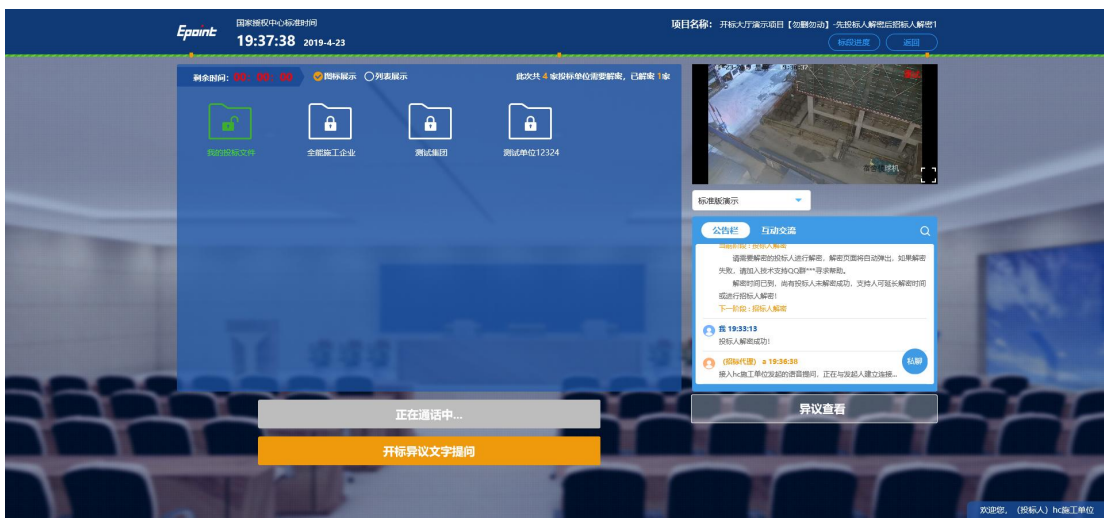 Epoint
国家授权中心标准时间
19:37:38 2019-4-23
项目名称: 开标大厅演示项目【勿删勿动】-先投标人解密后招标人解密1
标段进度 返回
剩余时间: 00: 00: 00 图标展示 列表展示 此次共 4 家投标单位需要解密，已解密 1家
我的投标文件 全能施工企业 测试集团 测试单位12324
标准版演示
公告栏 互动交流
当前阶段：投标人解密
请需要解密的投标人进行解密，解密页面将自动弹出，如果解密
失败，请加入技术支持QQ群***寻求帮助。
解密时间已到，尚有投标人未解密成功，支持人可延长解密时间
或进行招标人解密！
下一阶段：招标人解密
我 19:33:13
投标人解密成功！
(招标代理) a 19:36:30
接入hc施工单位发起的语音提问，正在与发起人建立连接...
私聊
正在通话中...
异议查看
开标异议文字提问
欢迎您， (投标人) hc施工单位